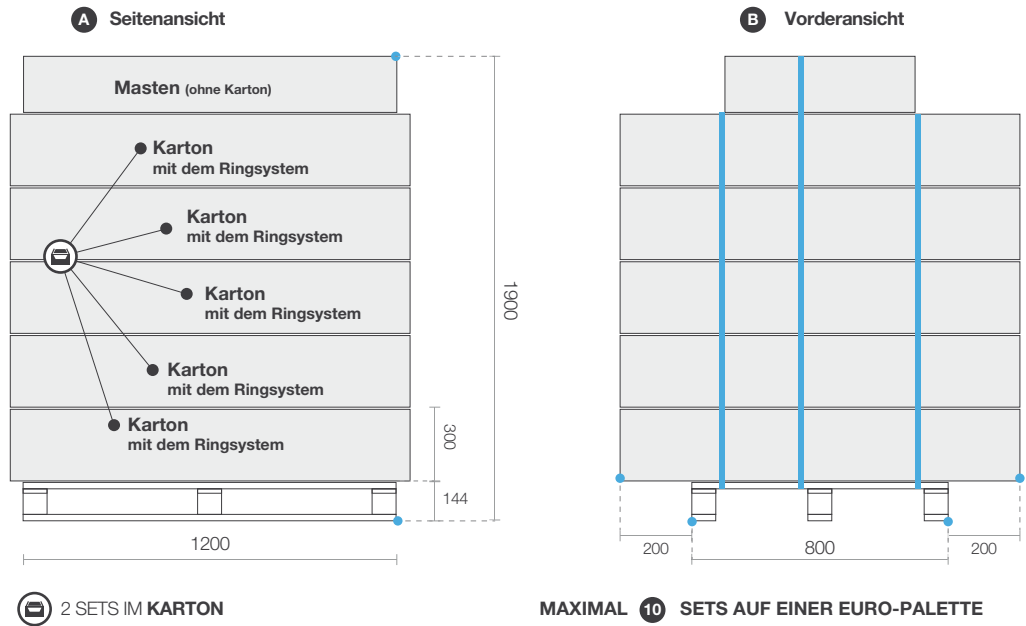 A Seitenansicht
B Vorderansicht
Masten (ohne Karton)
Karton
mit dem Ringsystem
Karton
mit dem Ringsystem
Karton
mit dem Ringsystem
Karton
mit dem Ringsystem
Karton
mit dem Ringsystem
1900
300
144
1200
200
800
200
2 SETS IM KARTON
MAXIMAL 10 SETS AUF EINER EURO-PALETTE